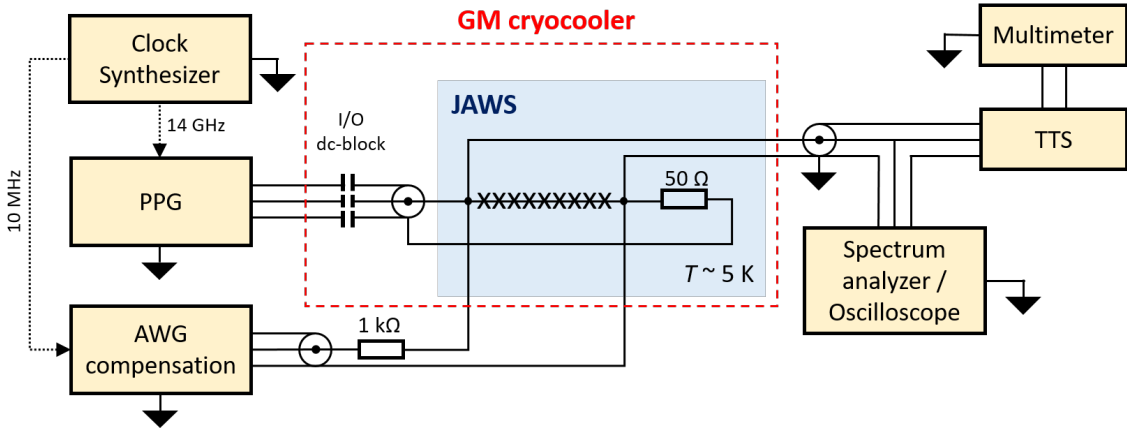 GM cryocooler
Clock
Synthesizer
Multimeter
JAWS
I/O
dc-block
14 GHz
10 MHz
TTS
50 Ω
PPG
XXXXXXXXX
Spectrum
analyzer /
Oscilloscope
T ~ 5 K
AWG
compensation
1 kΩ